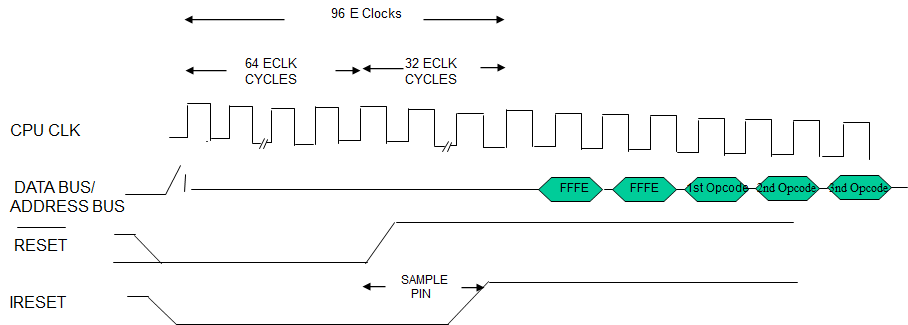 96 E Clocks
64 ECLK
CYCLES
32 ECLK
CYCLES
CPU CLK
DATA BUS/
ADDRESS BUS
FFFE
FFFE
1st Opcode
2nd Opcode
3nd Opcode
RESET
SAMPLE
PIN
IRESET